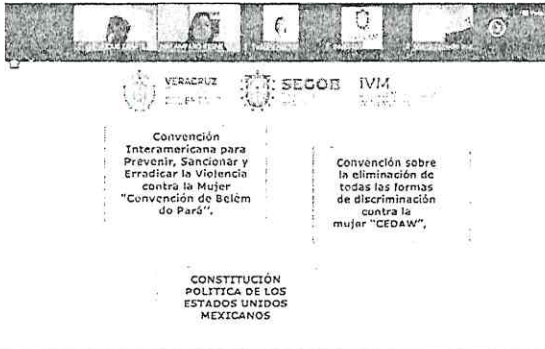 VERACRUZ
SEGOB
IVM
Convención
Interamericana para
Prevenir, Sancionar y
Erradicar la Violencia
contra la Mujer
"Convención de Belém
do Pará",
Convención sobre
la eliminación de
todas las formas
de discriminación
contra la
mujer "CEDAW",
CONSTITUCIÓN
POLITICA DE LOS
ESTADOS UNIDOS
MEXICANOS